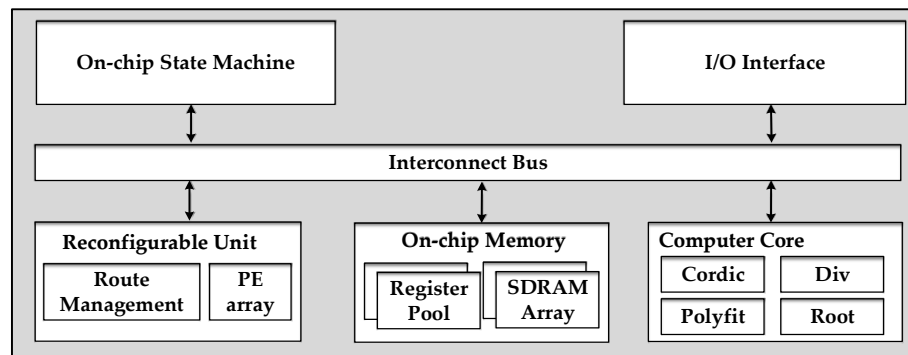 On-chip State Machine
I/O Interface
Interconnect Bus
Reconfigurable Unit
Route
Management
PE
array
On-chip Memory
Register
Pool
SDRAM
Array
Computer Core
Cordic
Div
Polyfit
Root